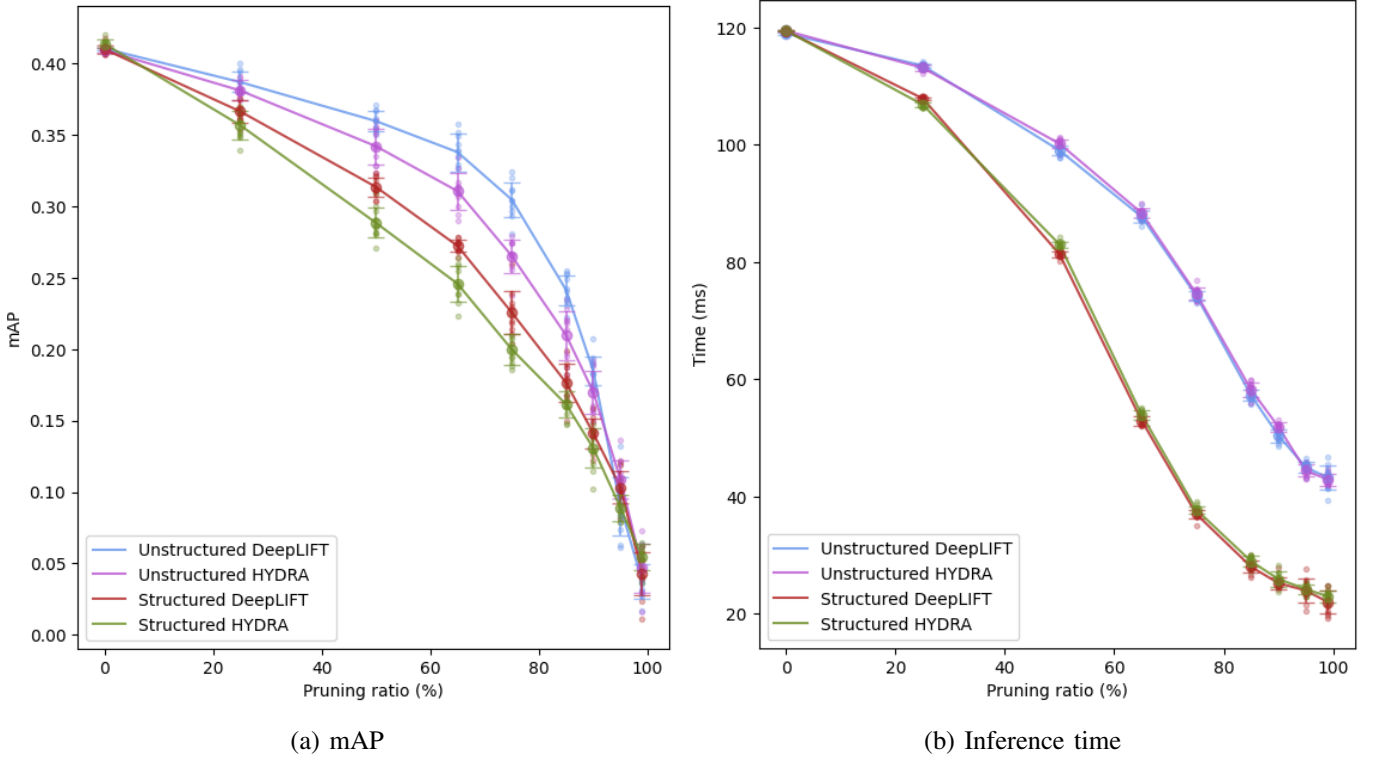 0.40
0.35
0.30
0.25
0.20
0.15
0.10
0.05
0.00
mAP
Unstructured DeepLIFT
Unstructured HYDRA
Structured DeepLIFT
Structured HYDRA
0 20 40 60 80 100
Pruning ratio (%)
(a) mAP
120
100
80
60
40
20
Time (ms)
Unstructured DeepLIFT
Unstructured HYDRA
Structured DeepLIFT
Structured HYDRA
0 20 40 60 80 100
Pruning ratio (%)
(b) Inference time